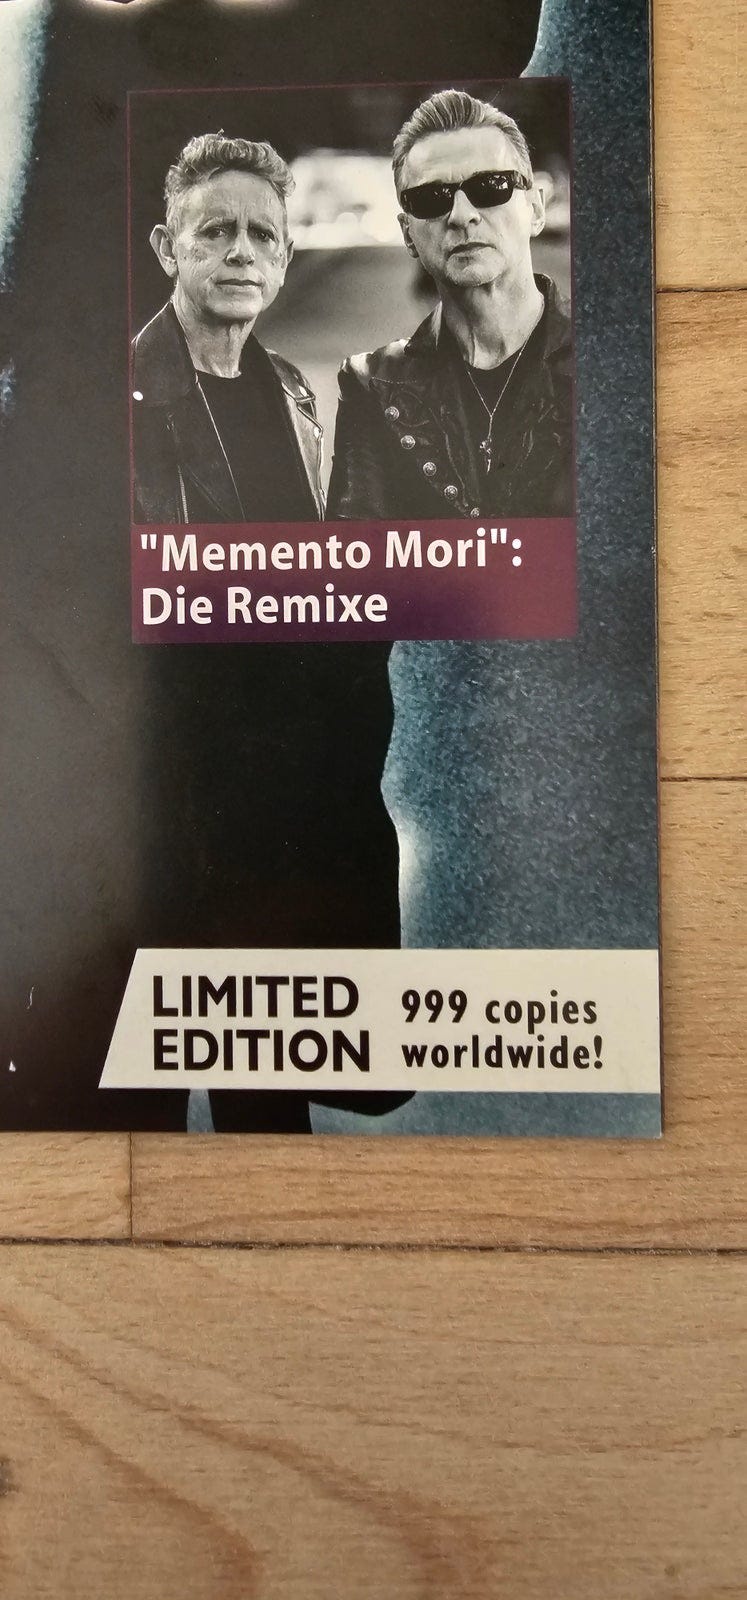 "Memento Mori":
Die Remixe
LIMITED
EDITION
999 copies
worldwide!